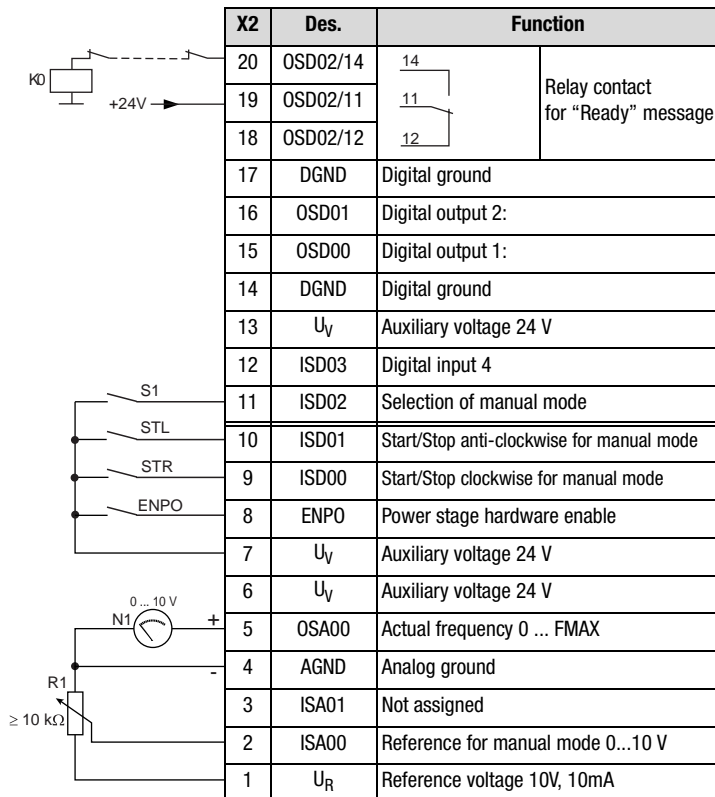 X2 Des. Function
20 OSD02/14 14
19 OSD02/11 11
18 OSD02/12 12
Relay contact
for “Ready” message
17 DGND Digital ground
16 OSD01 Digital output 2:
15 OSD00 Digital output 1:
14 DGND Digital ground
13 UV Auxiliary voltage 24 V
12 ISD03 Digital input 4
11 ISD02 Selection of manual mode
10 ISD01 Start/Stop anti-clockwise for manual mode
9 ISD00 Start/Stop clockwise for manual mode
8 ENPO Power stage hardware enable
7 UV Auxiliary voltage 24 V
6 UV Auxiliary voltage 24 V
5 OSA00 Actual frequency 0 ... FMAX
4 AGND Analog ground
3 ISA01 Not assigned
2 ISA00 Reference for manual mode 0...10 V
1 UR Reference voltage 10V, 10mA
K0
+24V
S1
STL
STR
ENPO
0 ... 10 V
N1 +
-
R1
≥ 10 kΩ